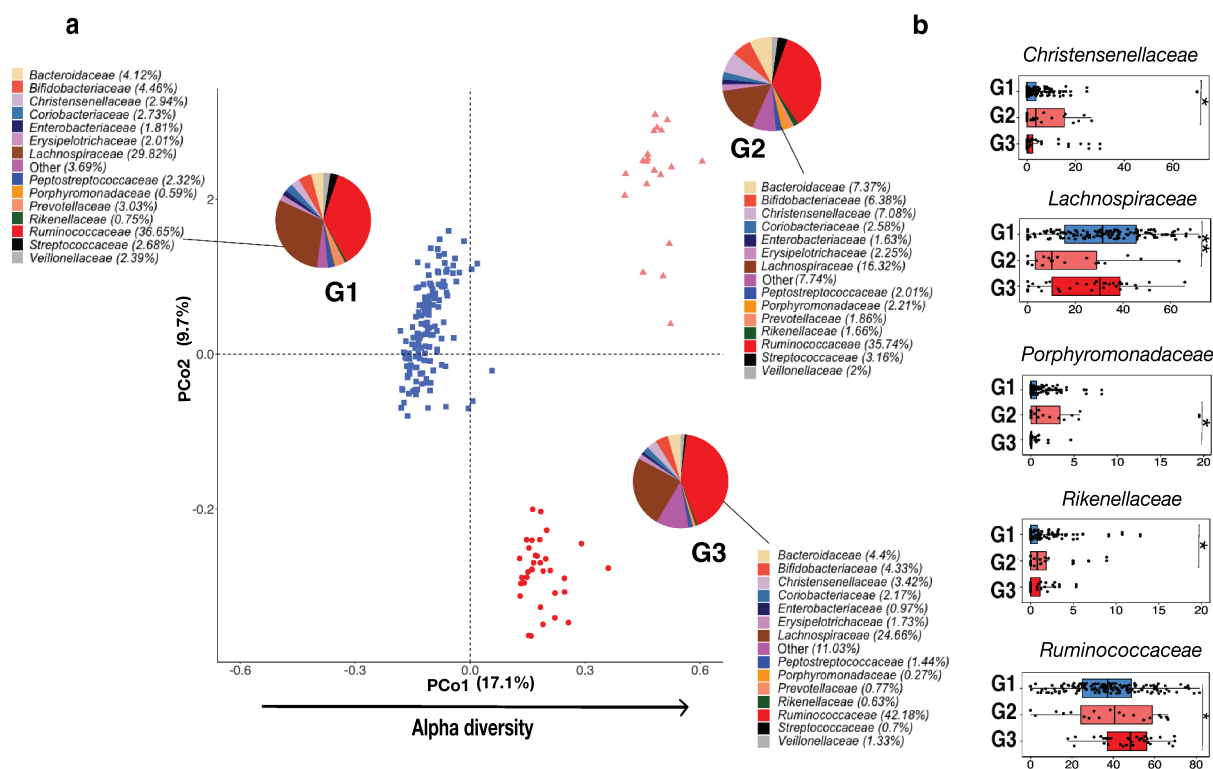 a
Bacteroidaceae (4.12%)
Bifidobacteriaceae (4.46%)
Christensenellaceae (2.94%)
Coriobacteriaceae (2.73%)
Enterobacteriaceae (1.81%)
Erysipelotrichaceae (2.01%)
Lachnospiraceae (29.82%)
Other (3.69%)
Peptostreptococcaceae (2.32%)
Porphyromonadaceae (0.59%)
Prevotellaceae (3.03%)
Rikenellaceae (0.75%)
Ruminococcaceae (36.65%)
Streptococcaceae (2.68%)
Veillonellaceae (2.39%)
G1
G2
Bacteroidaceae (7.37%)
Bifidobacteriaceae (6.38%)
Christensenellaceae (7.08%)
Coriobacteriaceae (2.58%)
Enterobacteriaceae (1.63%)
Erysipelotrichaceae (2.25%)
Lachnospiraceae (16.32%)
Other (7.74%)
Peptostreptococcaceae (2.01%)
Porphyromonadaceae (2.21%)
Prevotellaceae (1.86%)
Rikenellaceae (1.66%)
Ruminococcaceae (35.74%)
Streptococcaceae (3.16%)
Veillonellaceae (2%)
G3
Bacteroidaceae (4.4%)
Bifidobacteriaceae (4.33%)
Christensenellaceae (3.42%)
Coriobacteriaceae (2.17%)
Enterobacteriaceae (0.97%)
Erysipelotrichaceae (1.73%)
Lachnospiraceae (24.66%)
Other (11.03%)
Peptostreptococcaceae (1.44%)
Porphyromonadaceae (0.27%)
Prevotellaceae (0.77%)
Rikenellaceae (0.63%)
Ruminococcaceae (42.18%)
Streptococcaceae (0.7%)
Veillonellaceae (1.33%)
PCo2 (9.7%)
2
0.0
-0.2
-0.6 -0.3 0.0 0.3 0.6
PCo1 (17.1%)
Alpha diversity
b
Christensenellaceae
G1
*
G2
G3
0 20 40 60
Lachnospiraceae
G1
*
*
G2
G3
0 20 40 60
Porphyromonadaceae
G1
G2
*
G3
0 5 10 15 20
Rikenellaceae
G1
*
G2
G3
0 5 10 15 20
Ruminococcaceae
G1
G2
*
G3
0 20 40 60 80